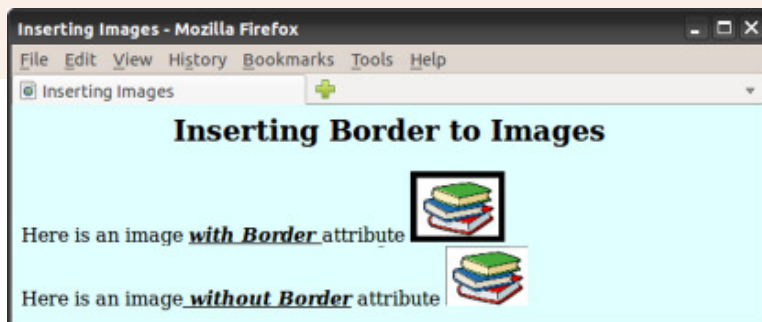 Inserting Images - Mozilla Firefox
File Edit View History Bookmarks Tools Help
Inserting Images
Inserting Border to Images
Here is an image with Border attribute
Here is an image without Border attribute